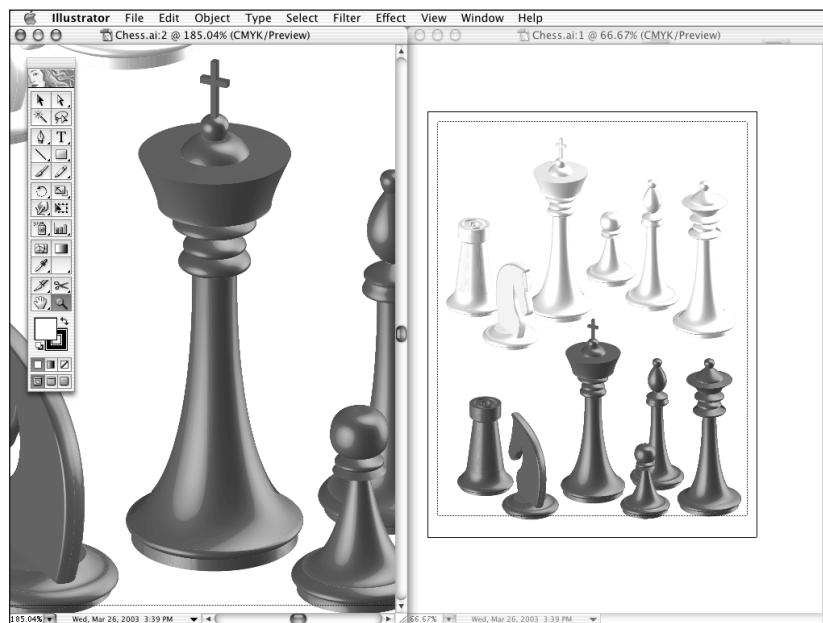 Illustrator File Edit Object Type Select Filter Effect View Window Help
Chess.ai:2 @ 185.04% (CMYK/Preview)
Chess.ai:1 @ 66.67% (CMYK/Preview)
T
185.04% Wed, Mar 26, 2003 3:39 PM
66.67% Wed, Mar 26, 2003 3:39 PM